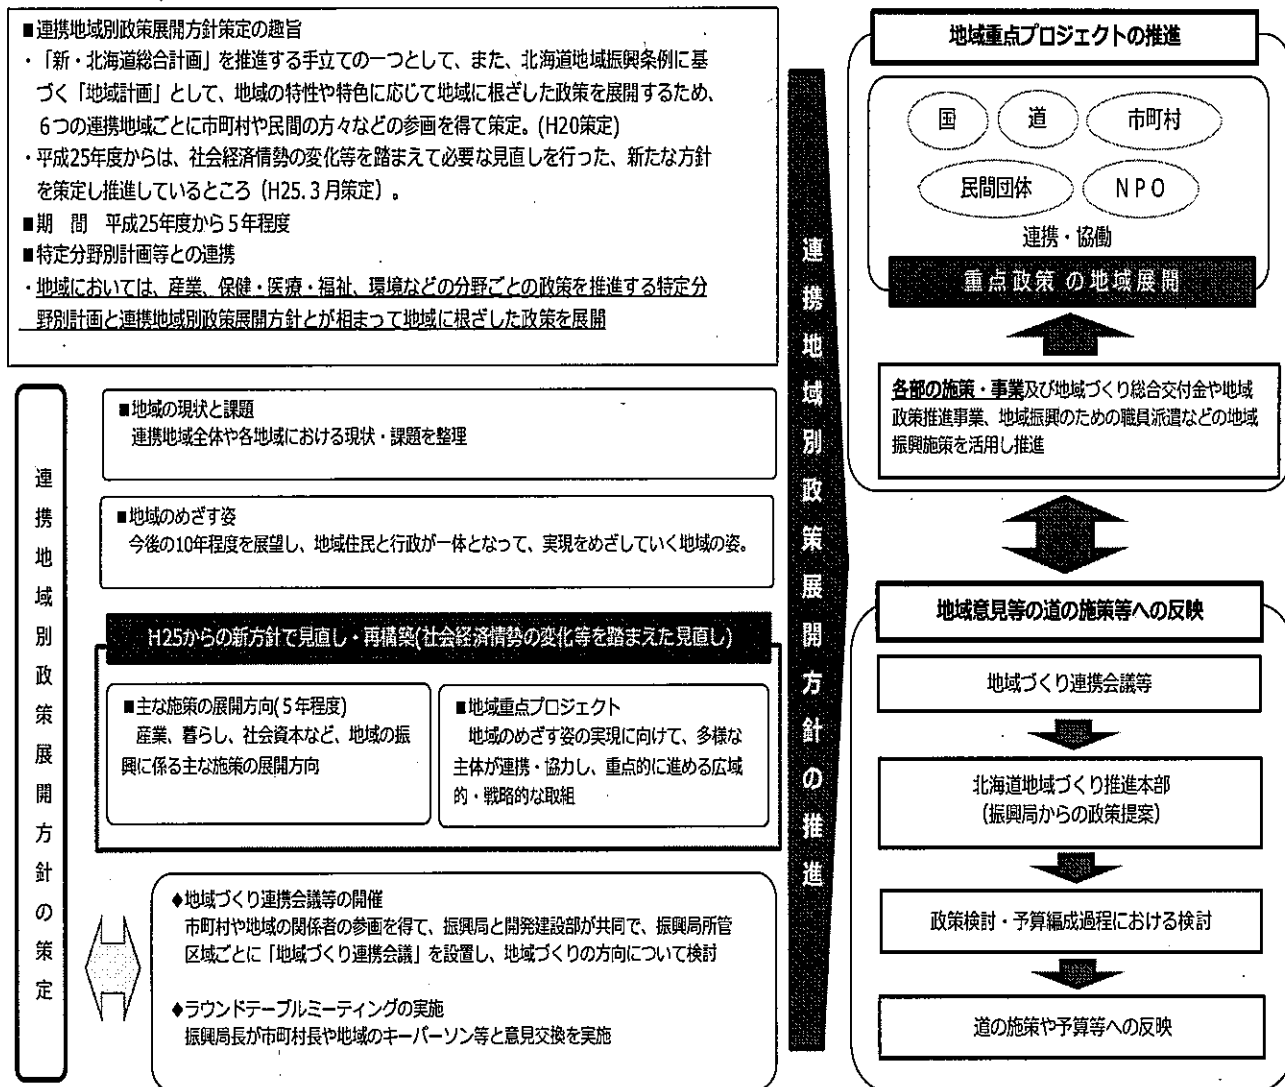 ■連携地域別政策展開方針策定の趣旨
・「新・北海道総合計画」を推進する手立ての一つとして、また、北海道地域振興条例に基
づく「地域計画」として、地域の特性や特色に応じて地域に根ざした政策を展開するため、
6つの連携地域ごとに市町村や民間の方々などの参画を得て策定。(H20策定)
・平成25年度からは、社会経済情勢の変化等を踏まえて必要な見直しを行った、新たな方針
を策定し推進しているところ（H25.3月策定）。
■期　間　平成25年度から5年程度
■特定分野別計画等との連携
・地域においては、産業、保健・医療・福祉、環境などの分野ごとの政策を推進する特定分
野別計画と連携地域別政策展開方針とが相まって地域に根ざした政策を展開
連携地域別政策展開方針の策定
■地域の現状と課題
連携地域全体や各地域における現状・課題を整理
■地域のめざす姿
今後の10年程度を展望し、地域住民と行政が一体となって、実現をめざしていく地域の姿。
H25からの新方針で見直し・再構築(社会経済情勢の変化等を踏まえた見直し)
■主な施策の展開方向(5年程度)
産業、暮らし、社会資本など、地域の振
興に係る主な施策の展開方向
■地域重点プロジェクト
地域のめざす姿の実現に向けて、多様な
主体が連携・協力し、重点的に進める広域
的・戦略的な取組
◆地域づくり連携会議等の開催
市町村や地域の関係者の参画を得て、振興局と開発建設部が共同で、振興局所管
区域ごとに「地域づくり連携会議」を設置し、地域づくりの方向について検討
◆ラウンドテーブルミーティングの実施
振興局長が市町村長や地域のキーパーソン等と意見交換を実施
連携地域別政策展開方針の推進
地域重点プロジェクトの推進
国
道
市町村
民間団体
NPO
連携・協働
重点政策の地域展開
各部の施策・事業及び地域づくり総合交付金や地域
政策推進事業、地域振興のための職員派遣などの地域
振興施策を活用し推進
地域意見等の道の施策等への反映
地域づくり連携会議等
北海道地域づくり推進本部
(振興局からの政策提案)
政策検討・予算編成過程における検討
道の施策や予算等への反映